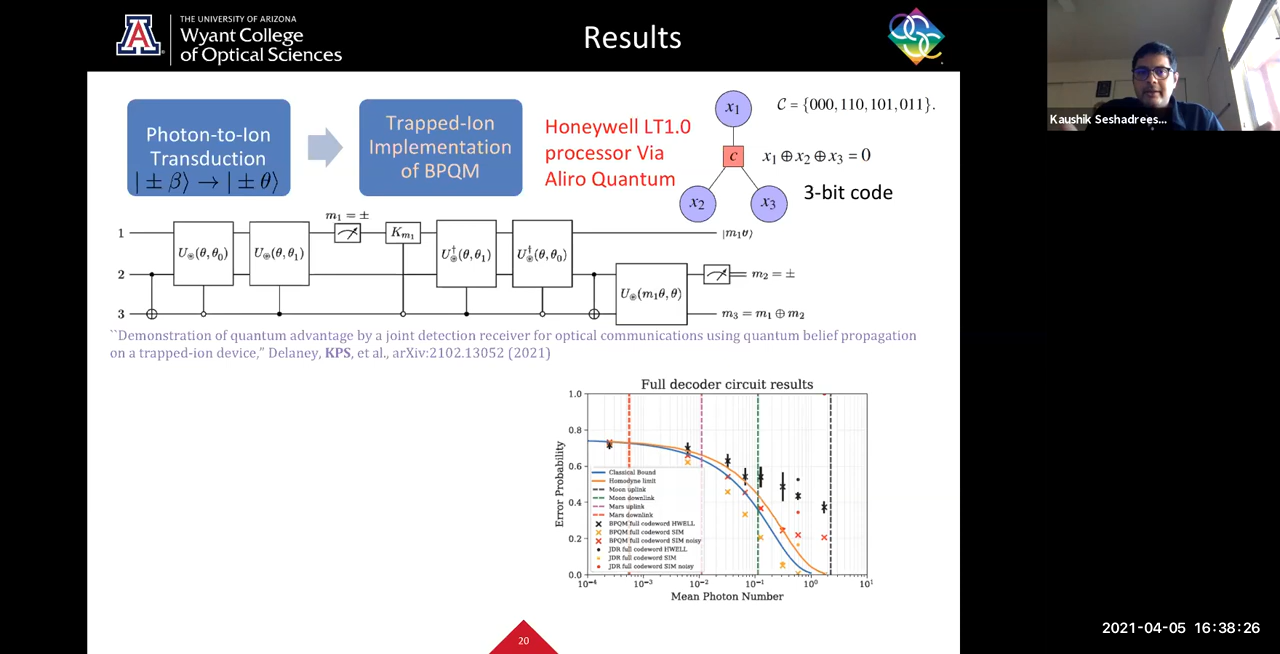 THE UNIVERSITY OF ARIZONA
Wyant College
of Optical Sciences
Results
Kaushik Seshadrees...
Photon-to-Ion
Transduction
|±β⟩ → |±θ⟩
Trapped-Ion
Implementation
of BPQM
Honeywell LT1.0
processor Via
Aliro Quantum
x₁
c
x₂
x₃
𝒞 = {000, 110, 101, 011}.
x₁ ⊕ x₂ ⊕ x₃ = 0
3-bit code
1
2
3
U⊛(θ,θ₀)
U⊛(θ,θ₁)
m₁ = ±
K_m₁
U⊛†(θ,θ₁)
U⊛†(θ,θ₀)
U⊛(m₁θ,θ)
|m₁θ⟩
m₂ = ±
m₃ = m₁ ⊕ m₂
``Demonstration of quantum advantage by a joint detection receiver for optical communications using quantum belief propagation
on a trapped-ion device,” Delaney, KPS, et al., arXiv:2102.13052 (2021)
Full decoder circuit results
Error Probability
1.0
0.8
0.6
0.4
0.2
0.0
Classical Bound
Homodyne limit
Moon uplink
Moon downlink
Mars uplink
Mars downlink
BPQM full codeword HWELL
BPQM full codeword SIM
BPQM full codeword SIM noisy
JDR full codeword HWELL
JDR full codeword SIM
JDR full codeword SIM noisy
10⁻⁴ 10⁻³ 10⁻² 10⁻¹ 10⁰ 10¹
Mean Photon Number
20
2021-04-05 16:38:26